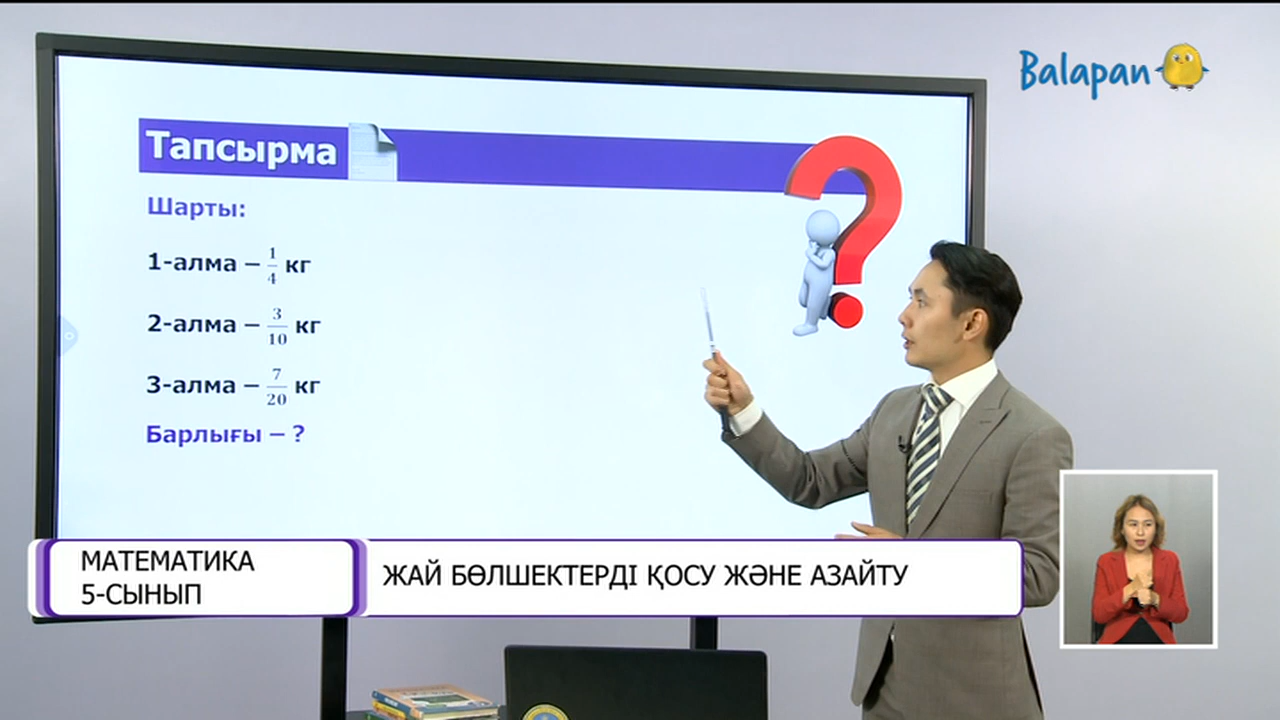 Balapan
Тапсырма
Шарты:
1-алма – 1/4 кг
2-алма – 3/10 кг
3-алма – 7/20 кг
Барлығы – ?
МАТЕМАТИКА
5-СЫНЫП
ЖАЙ БӨЛШЕКТЕРДІ ҚОСУ ЖӘНЕ АЗАЙТУ